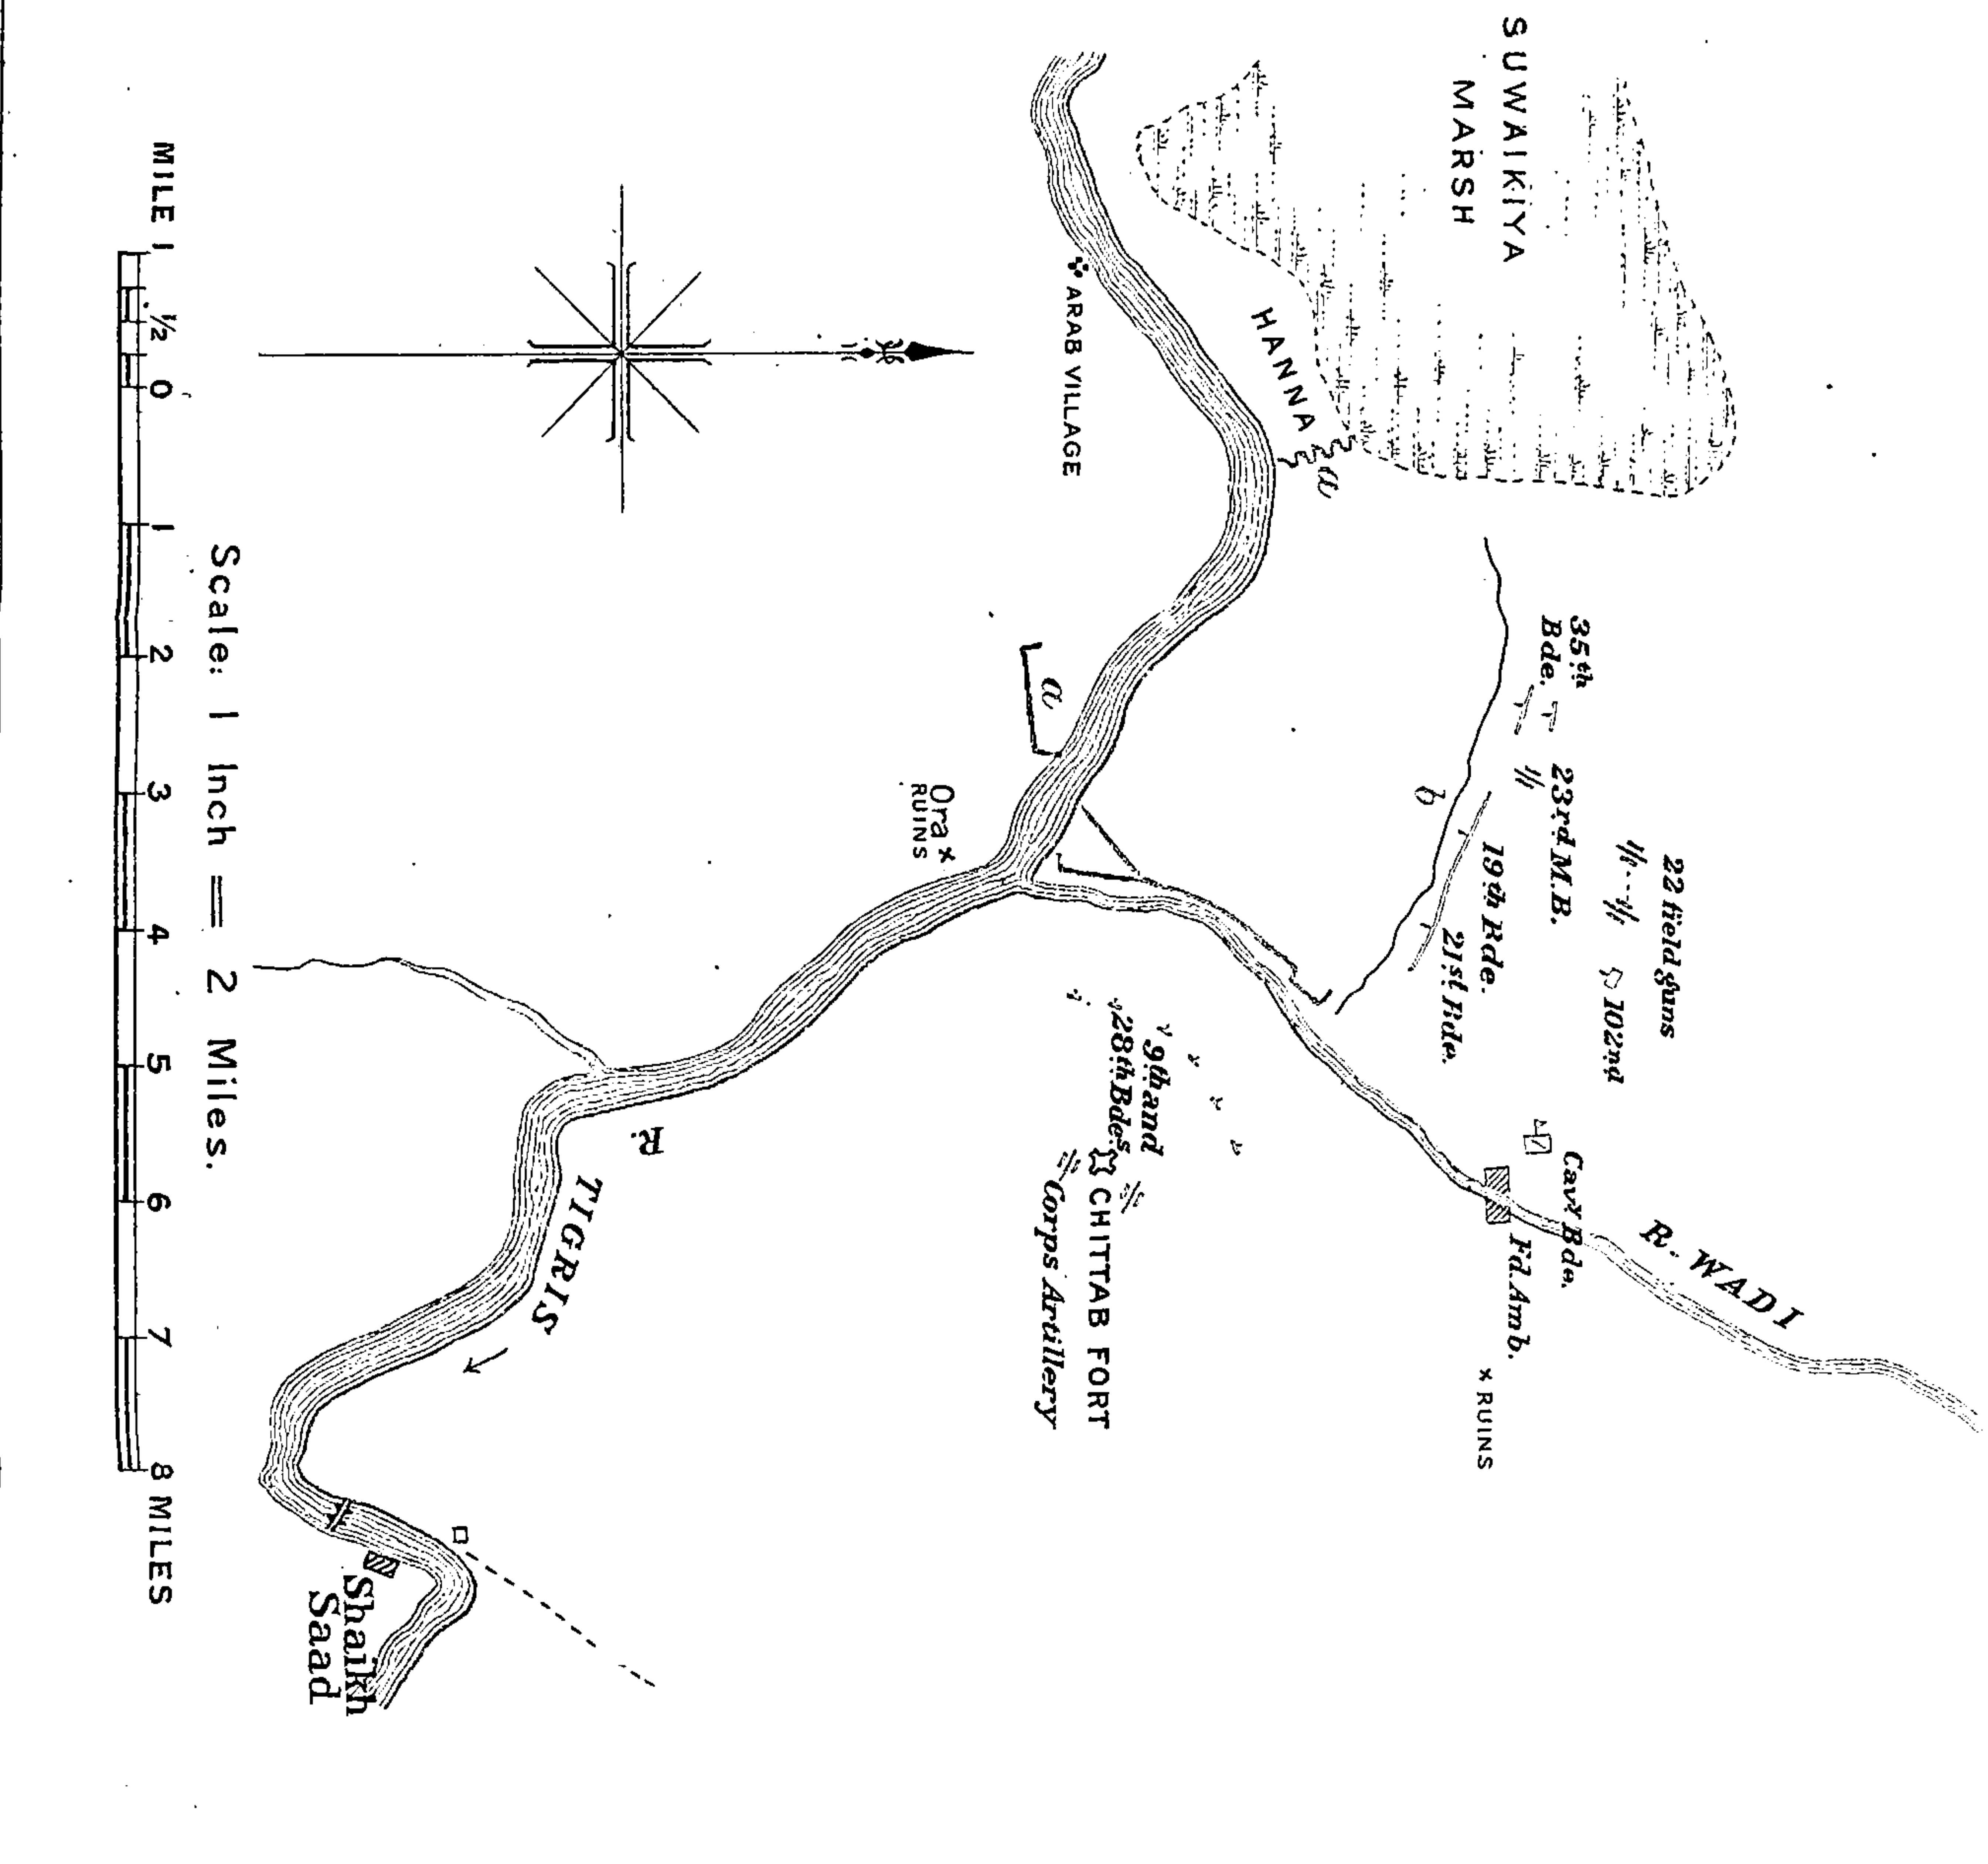 SUWAIKIYA
MARSH
HANNA
a
ARAB VILLAGE
35th
Bde.
23rd M.B.
22 field guns
102nd
19th Bde.
21st Bde.
b
a
Ora
RUINS
Cavy Bde.
Fd. Amb.
R. WADI
RUINS
9th and
28th Bdes.
CHITTAB FORT
Corps Artillery
R. TIGRIS
Shaikh
Saad
Scale: 1 Inch = 2 Miles.
MILE 1 ½ 0 1 2 3 4 5 6 7 8 MILES